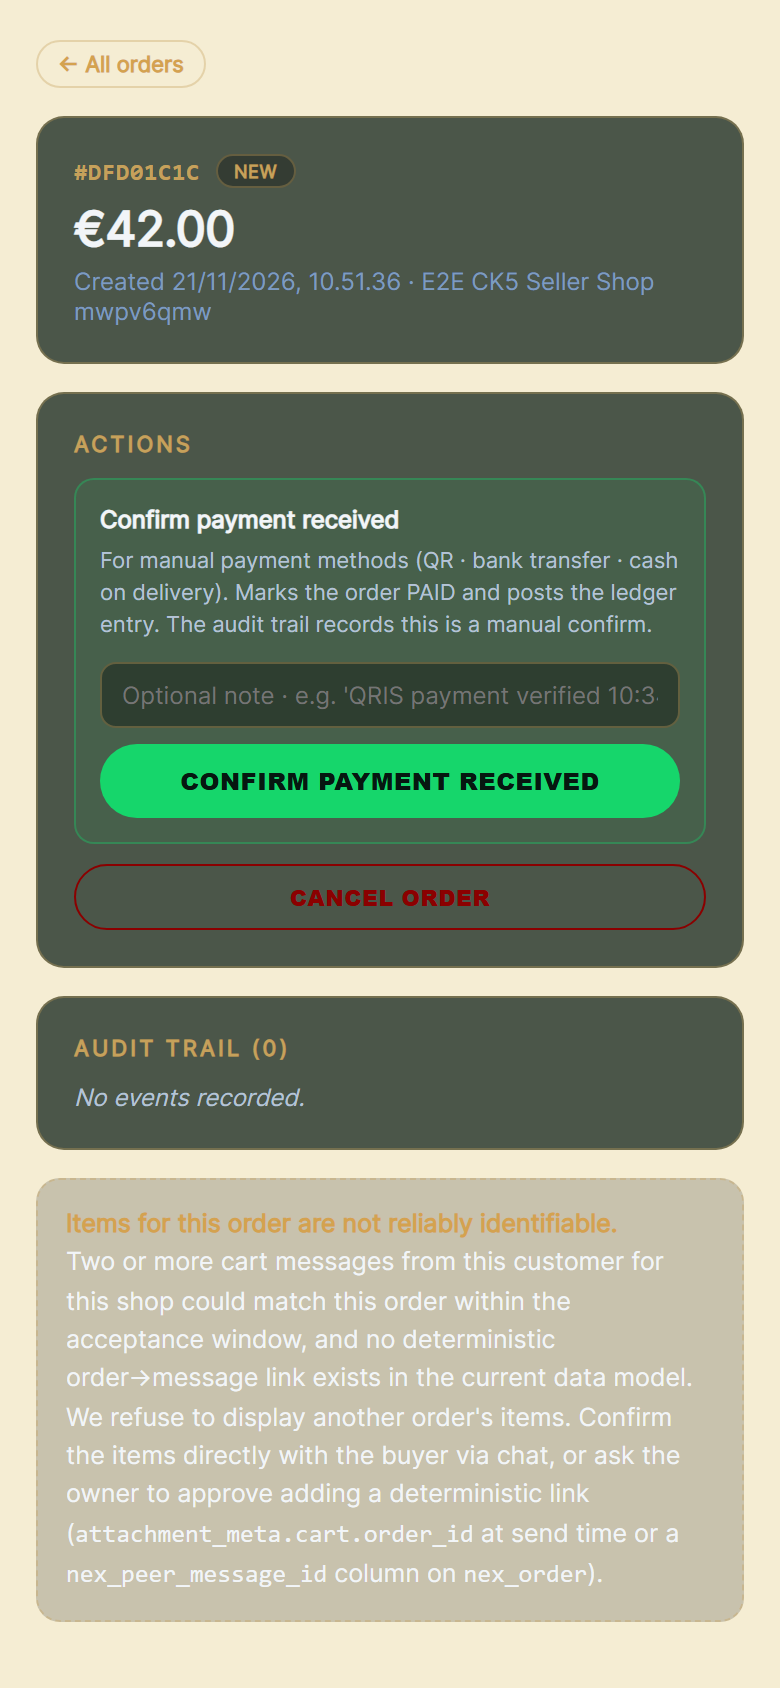 ← All orders
#DFD01C1C NEW
€42.00
Created 21/11/2026, 10.51.36 · E2E CK5 Seller Shop
mwpv6qmw
ACTIONS
Confirm payment received
For manual payment methods (QR · bank transfer · cash
on delivery). Marks the order PAID and posts the ledger
entry. The audit trail records this is a manual confirm.
Optional note · e.g. 'QRIS payment verified 10:3
CONFIRM PAYMENT RECEIVED
CANCEL ORDER
AUDIT TRAIL (0)
No events recorded.
Items for this order are not reliably identifiable.
Two or more cart messages from this customer for
this shop could match this order within the
acceptance window, and no deterministic
order→message link exists in the current data model.
We refuse to display another order's items. Confirm
the items directly with the buyer via chat, or ask the
owner to approve adding a deterministic link
(attachment_meta.cart.order_id at send time or a
nex_peer_message_id column on nex_order).